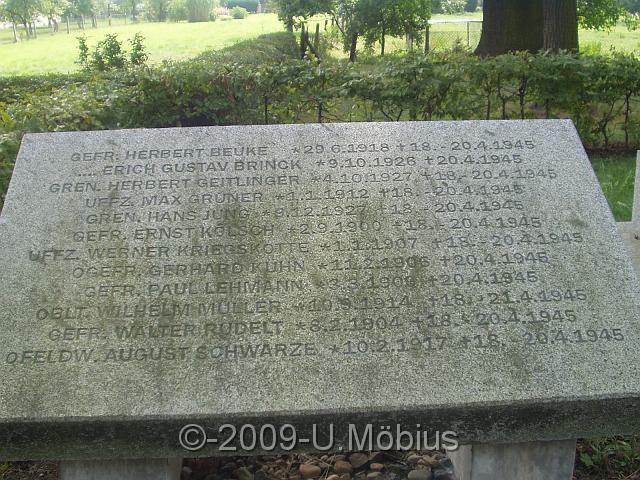 GEFR. HERBERT BEUKE *29.6.1918 +18.-20.4.1945
.... ERICH GUSTAV BRINCK *9.10.1926 +20.4.1945
GREN. HERBERT GEITLINGER *4.10.1927 +18.-20.4.1945
UFFZ. MAX GRUNER *1.1.1912 +18.-20.4.1945
GREN. HANS JUNG *9.12.1927 +18.-20.4.1945
GEFR. ERNST KÖLSCH *2.9.1900 +18.-20.4.1945
UFFZ. WERNER KRIEGSKOTTE *1.11.1907 +18.-20.4.1945
OGEFR. GERHARD KUHN *11.2.1906 +20.4.1945
GEFR. PAUL LEHMANN *3.3.1909 +20.4.1945
OBLT. WILHELM MÜLLER *10.9.1914 +18.-21.4.1945
GEFR. WALTER RUDELT *8.2.1904 +18.-20.4.1945
OFELDW. AUGUST SCHWARZE *10.2.1917 +18. 20.4.1945
©-2009-U.Möbius